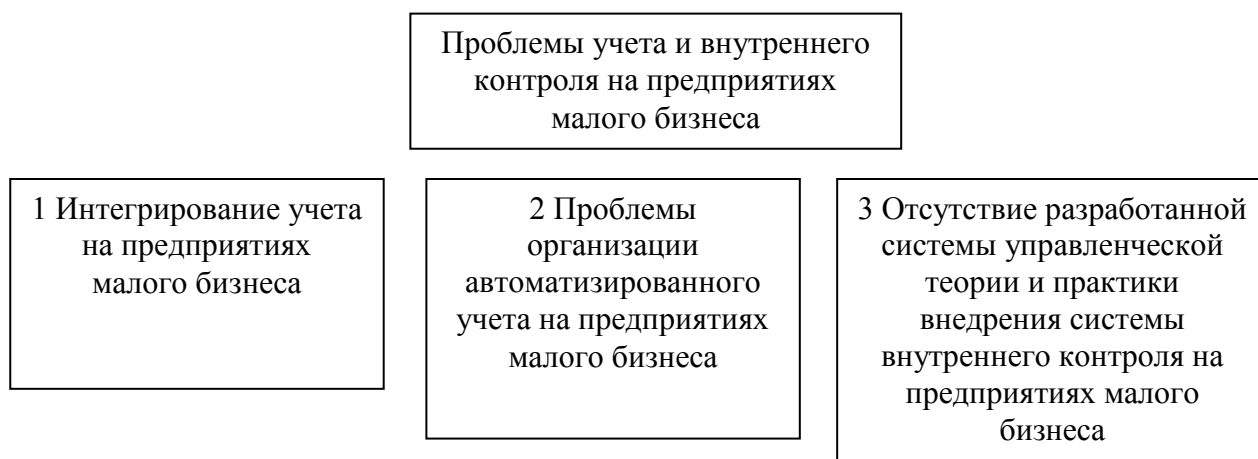 Проблемы учета и внутреннего
контроля на предприятиях
малого бизнеса
1 Интегрирование учета
на предприятиях
малого бизнеса
2 Проблемы
организации
автоматизированного
учета на предприятиях
малого бизнеса
3 Отсутствие разработанной
системы управленческой
теории и практики
внедрения системы
внутреннего контроля на
предприятиях малого
бизнеса